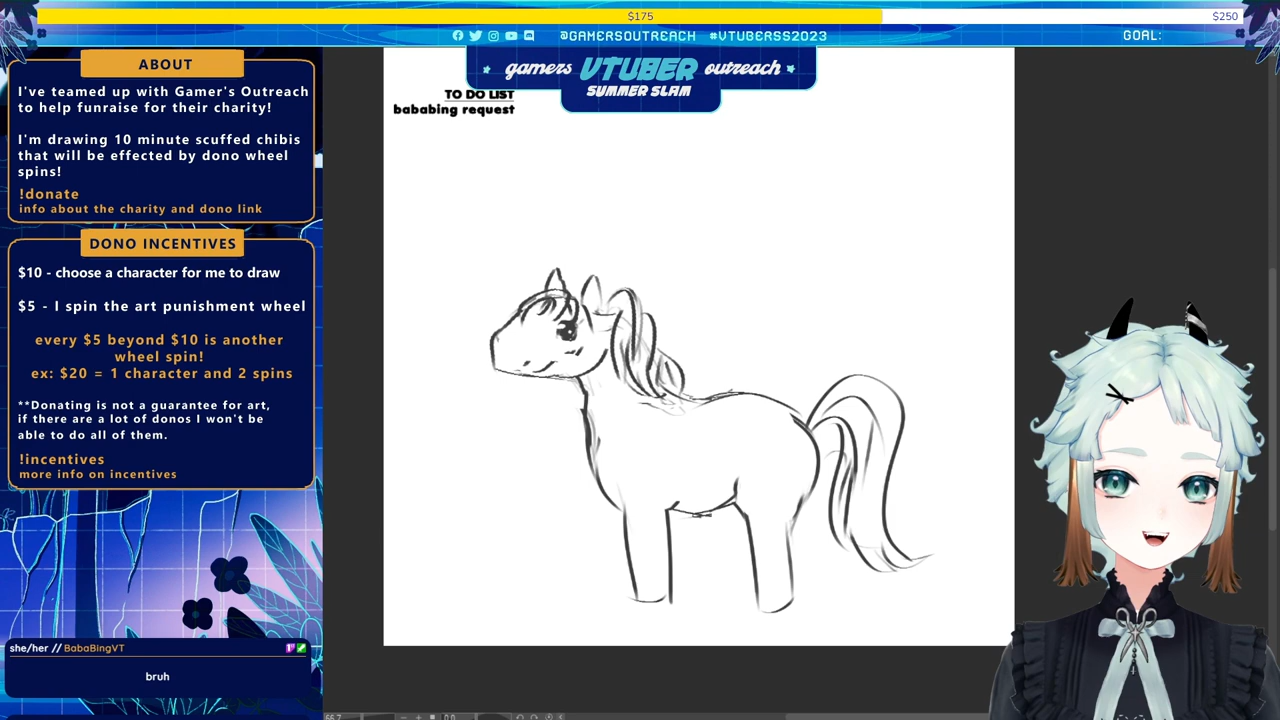 $175
$250
@GAMERSOUTREACH #VTUBERSS2023
GOAL:
gamers VTUBER outreach
SUMMER SLAM
TO DO LIST
bababing request
ABOUT
I've teamed up with Gamer's Outreach
to help funraise for their charity!
I'm drawing 10 minute scuffed chibis
that will be effected by dono wheel
spins!
!donate
info about the charity and dono link
DONO INCENTIVES
$10 - choose a character for me to draw
$5 - I spin the art punishment wheel
every $5 beyond $10 is another
wheel spin!
ex: $20 = 1 character and 2 spins
**Donating is not a guarantee for art,
if there are a lot of donos I won't be
able to do all of them.
!incentives
more info on incentives
she/her // BabaBingVT
bruh
66.7
0.0